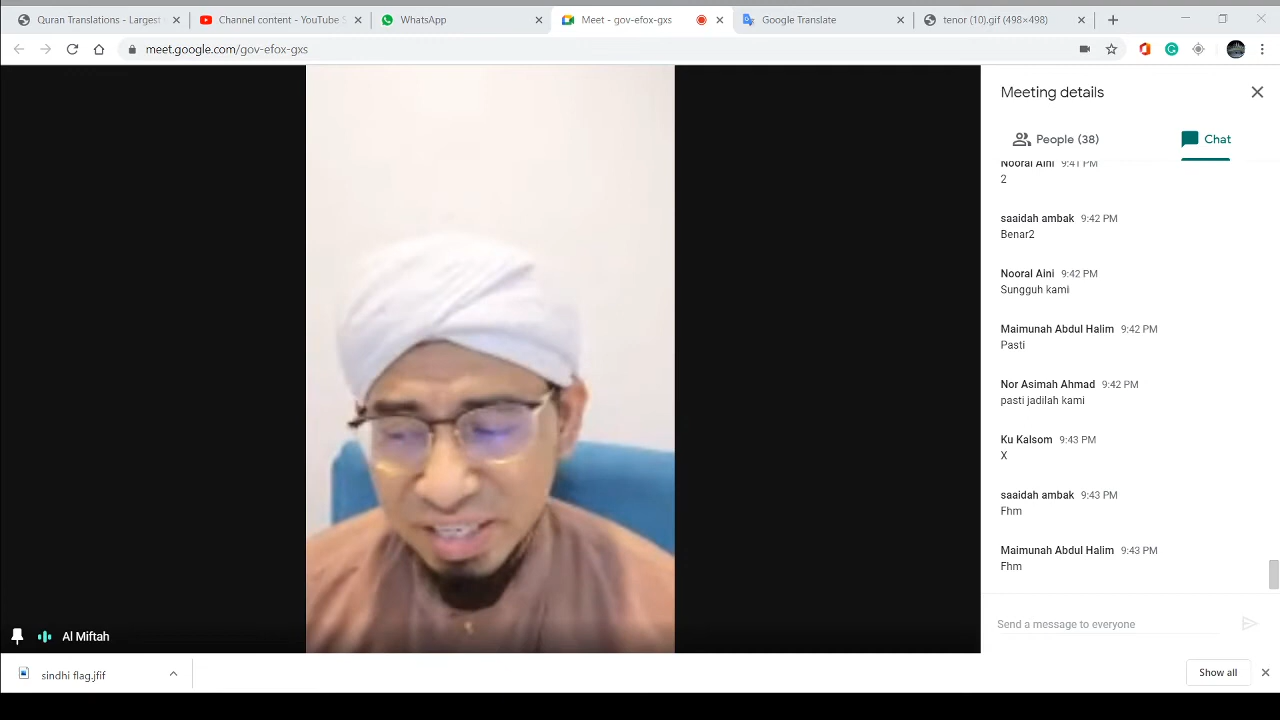 Quran Translations - Largest
Channel content - YouTube S
WhatsApp
Meet - gov-efox-gxs
Google Translate
tenor (10).gif (498×498)
meet.google.com/gov-efox-gxs
Meeting details
People (38)
Chat
Nooral Aini 9:41 PM
2
saaidah ambak 9:42 PM
Benar2
Nooral Aini 9:42 PM
Sungguh kami
Maimunah Abdul Halim 9:42 PM
Pasti
Nor Asimah Ahmad 9:42 PM
pasti jadilah kami
Ku Kalsom 9:43 PM
X
saaidah ambak 9:43 PM
Fhm
Maimunah Abdul Halim 9:43 PM
Fhm
Send a message to everyone
Al Miftah
sindhi flag.jfif
Show all